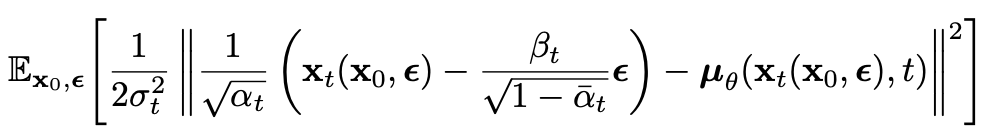 $\mathbb{E}_{\mathbf{x}_0,\boldsymbol{\epsilon}}\left[\frac{1}{2\sigma_t^2}\left\|\frac{1}{\sqrt{\alpha_t}}\left(\mathbf{x}_t(\mathbf{x}_0,\boldsymbol{\epsilon})-\frac{\beta_t}{\sqrt{1-\bar{\alpha}_t}}\boldsymbol{\epsilon}\right)-\boldsymbol{\mu}_\theta(\mathbf{x}_t(\mathbf{x}_0,\boldsymbol{\epsilon}),t)\right\|^2\right]$